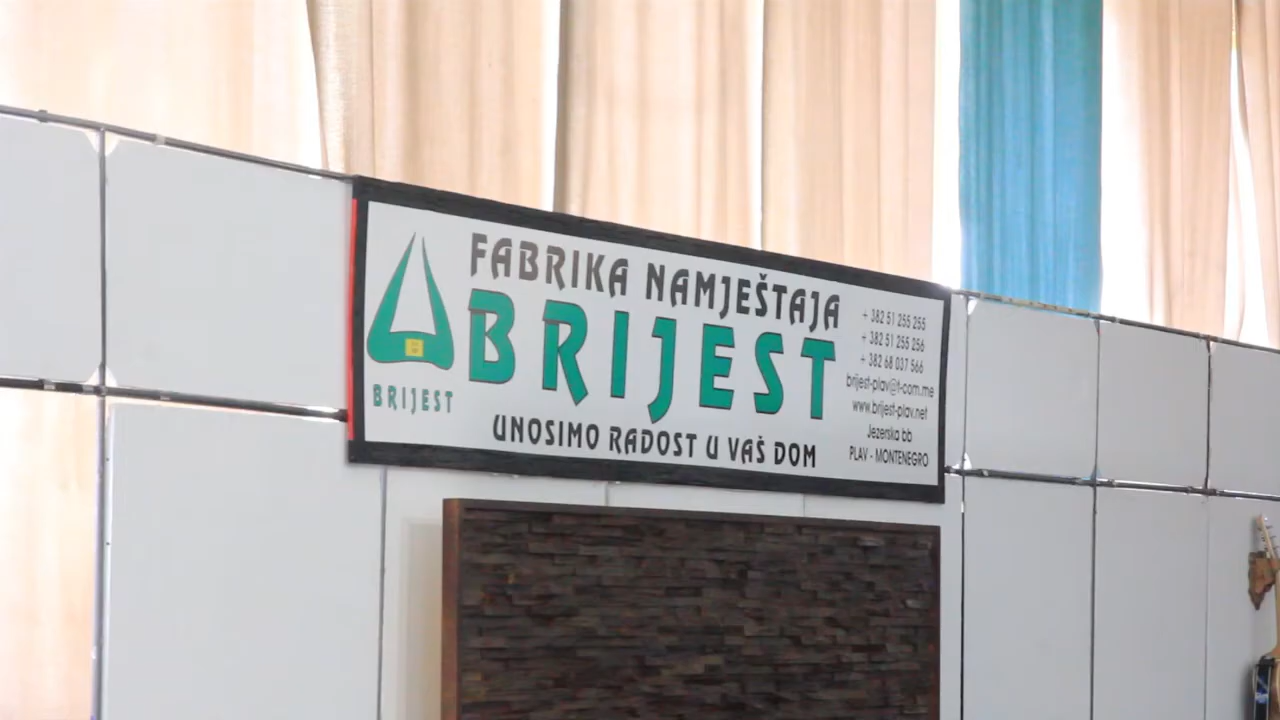 FABRIKA NAMJEŠTAJA
BRIJEST
UNOSIMO RADOST U VAŠ DOM
BRIJEST
+ 382 51 255 255
+ 382 51 255 256
+ 382 68 037 566
brijest-plav@t-com.me
www.brijest-plav.net
Jezerska bb
PLAV - MONTENEGRO